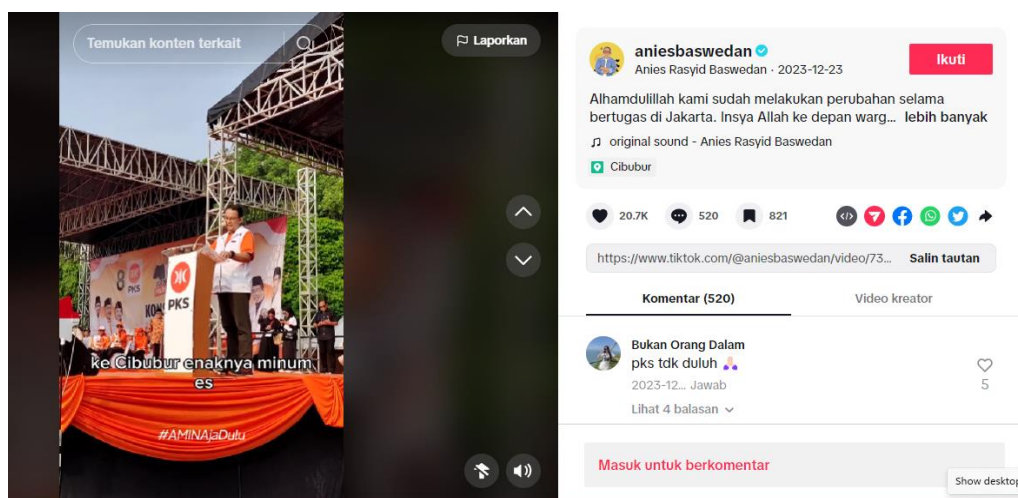 Temukan konten terkait
Laporkan
8 PKS
PKS
ke Cibubur enaknya minum
es
#AMINAjaDulu
aniesbaswedan
Anies Rasyid Baswedan · 2023-12-23
Ikuti
Alhamdulillah kami sudah melakukan perubahan selama
bertugas di Jakarta. Insya Allah ke depan warg... lebih banyak
original sound - Anies Rasyid Baswedan
Cibubur
20.7K 520 821
https://www.tiktok.com/@aniesbaswedan/video/73... Salin tautan
Komentar (520) Video kreator
Bukan Orang Dalam
pks tdk duluh 🙏🏻
2023-12... Jawab
5
Lihat 4 balasan
Masuk untuk berkomentar
Show desktop